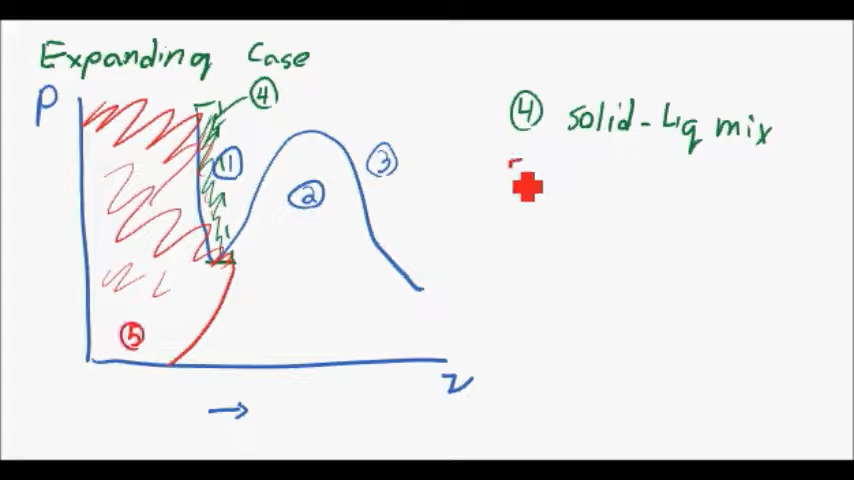 Expanding Case
P
④
④ solid-Liq mix
①
③
②
⑤
v
→